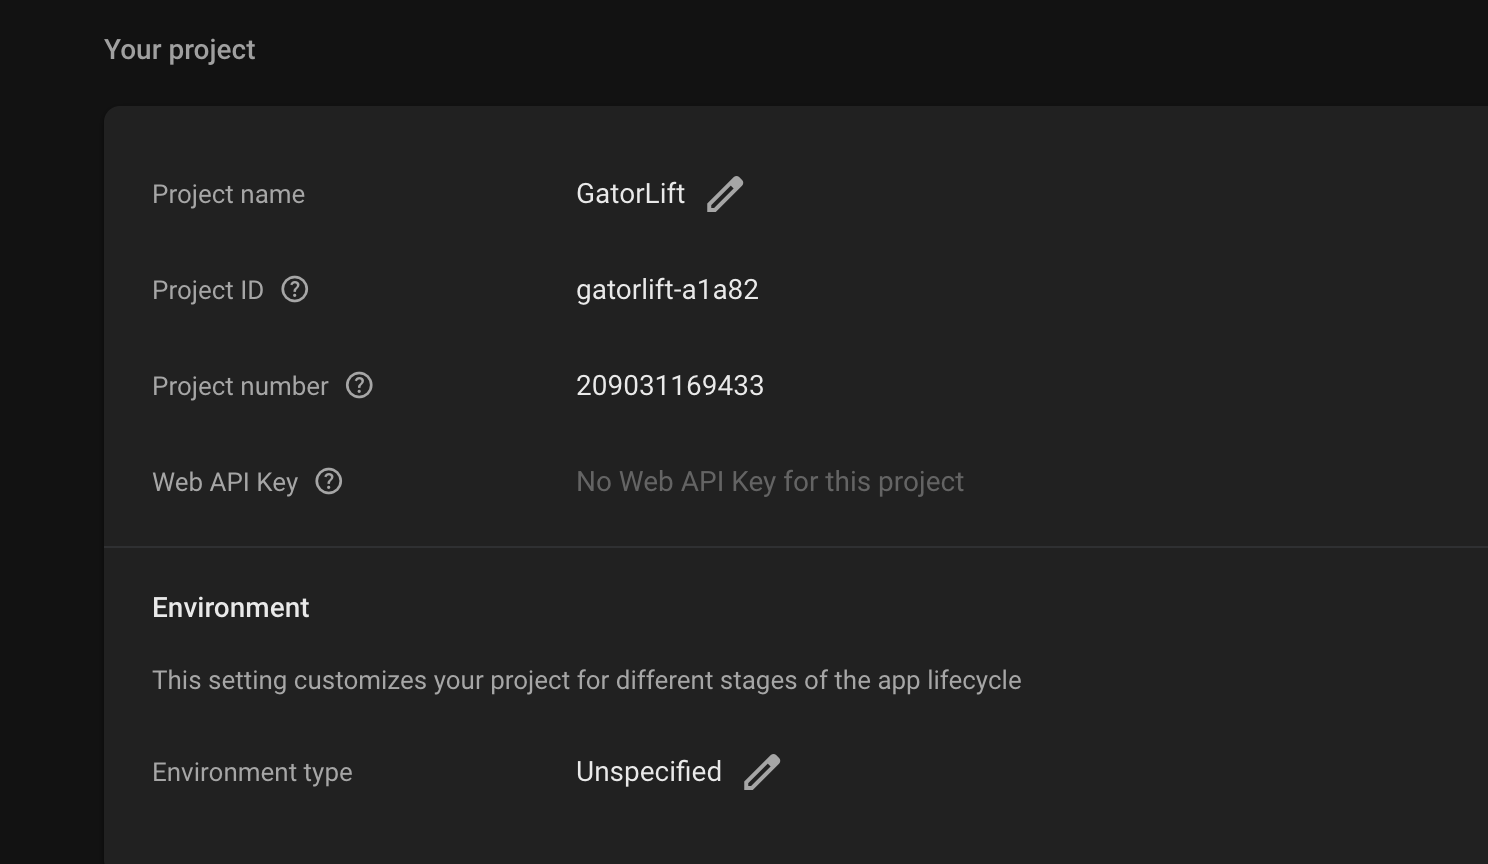 Your project
Project name
GatorLift
Project ID
gatorlift-a1a82
Project number
209031169433
Web API Key
No Web API Key for this project
Environment
This setting customizes your project for different stages of the app lifecycle
Environment type
Unspecified